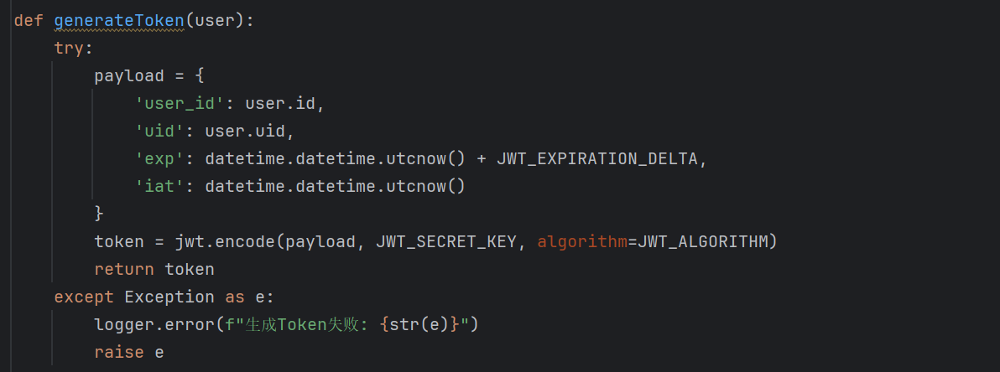 def generateToken(user):
    try:
        payload = {
            'user_id': user.id,
            'uid': user.uid,
            'exp': datetime.datetime.utcnow() + JWT_EXPIRATION_DELTA,
            'iat': datetime.datetime.utcnow()
        }
        token = jwt.encode(payload, JWT_SECRET_KEY, algorithm=JWT_ALGORITHM)
        return token
    except Exception as e:
        logger.error(f"生成Token失败: {str(e)}")
        raise e